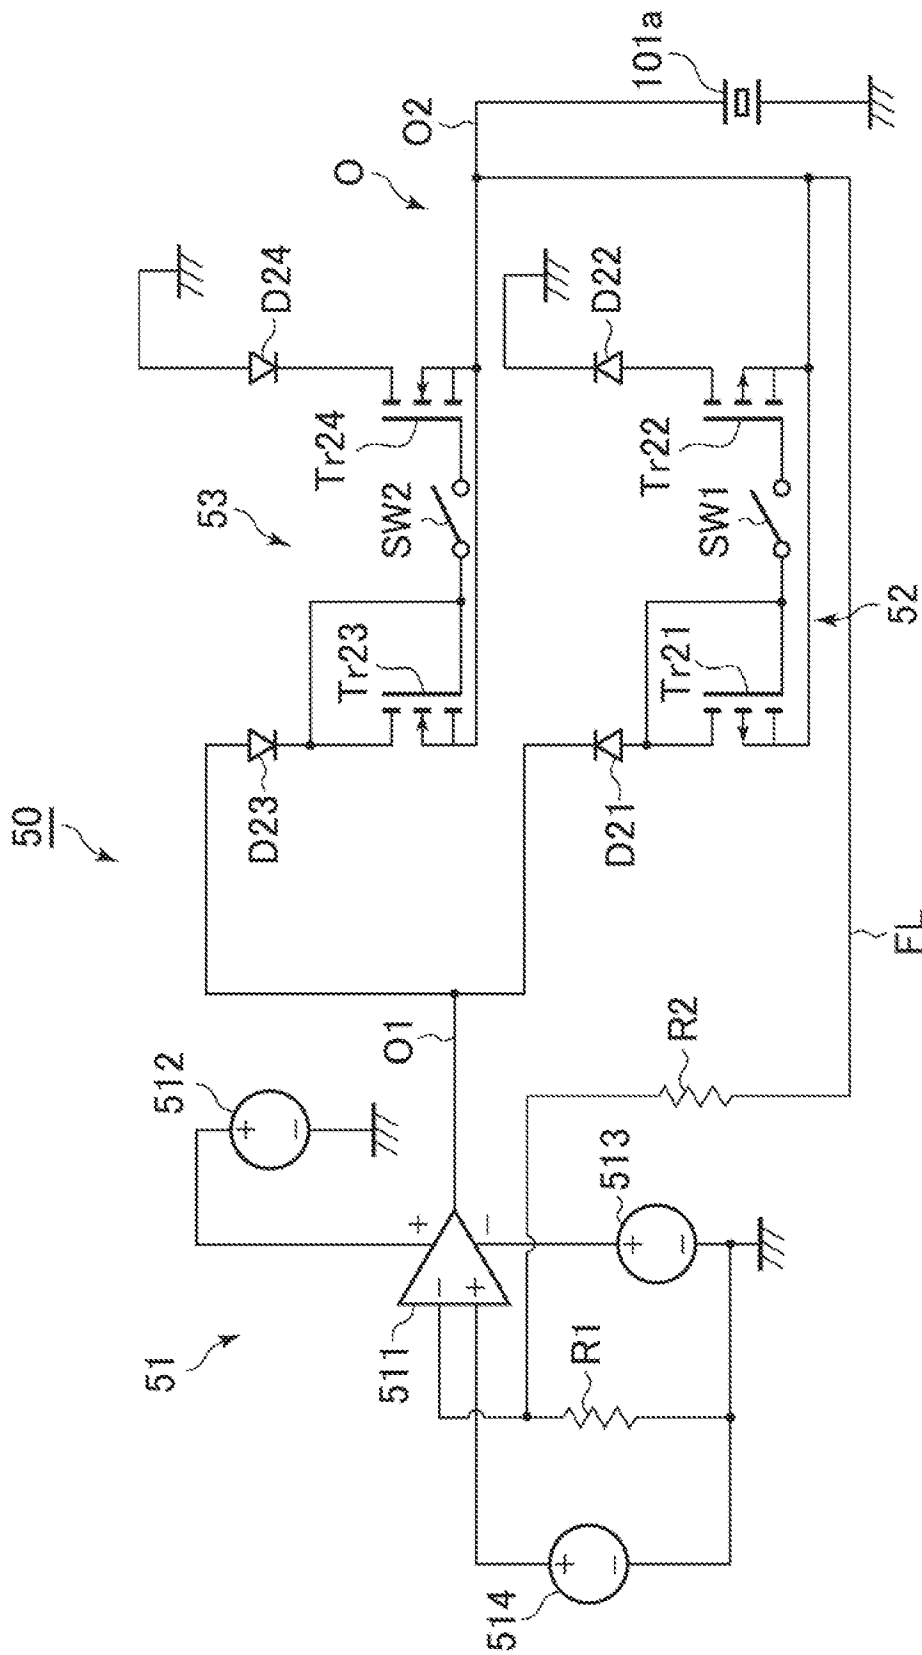 50
51
511
512
513
514
+
−
+
−
+
−
+
−
−
+
R1
R2
O1
FL
53
D23
Tr23
SW2
Tr24
D24
O
O2
101a
D21
Tr21
SW1
Tr22
D22
52